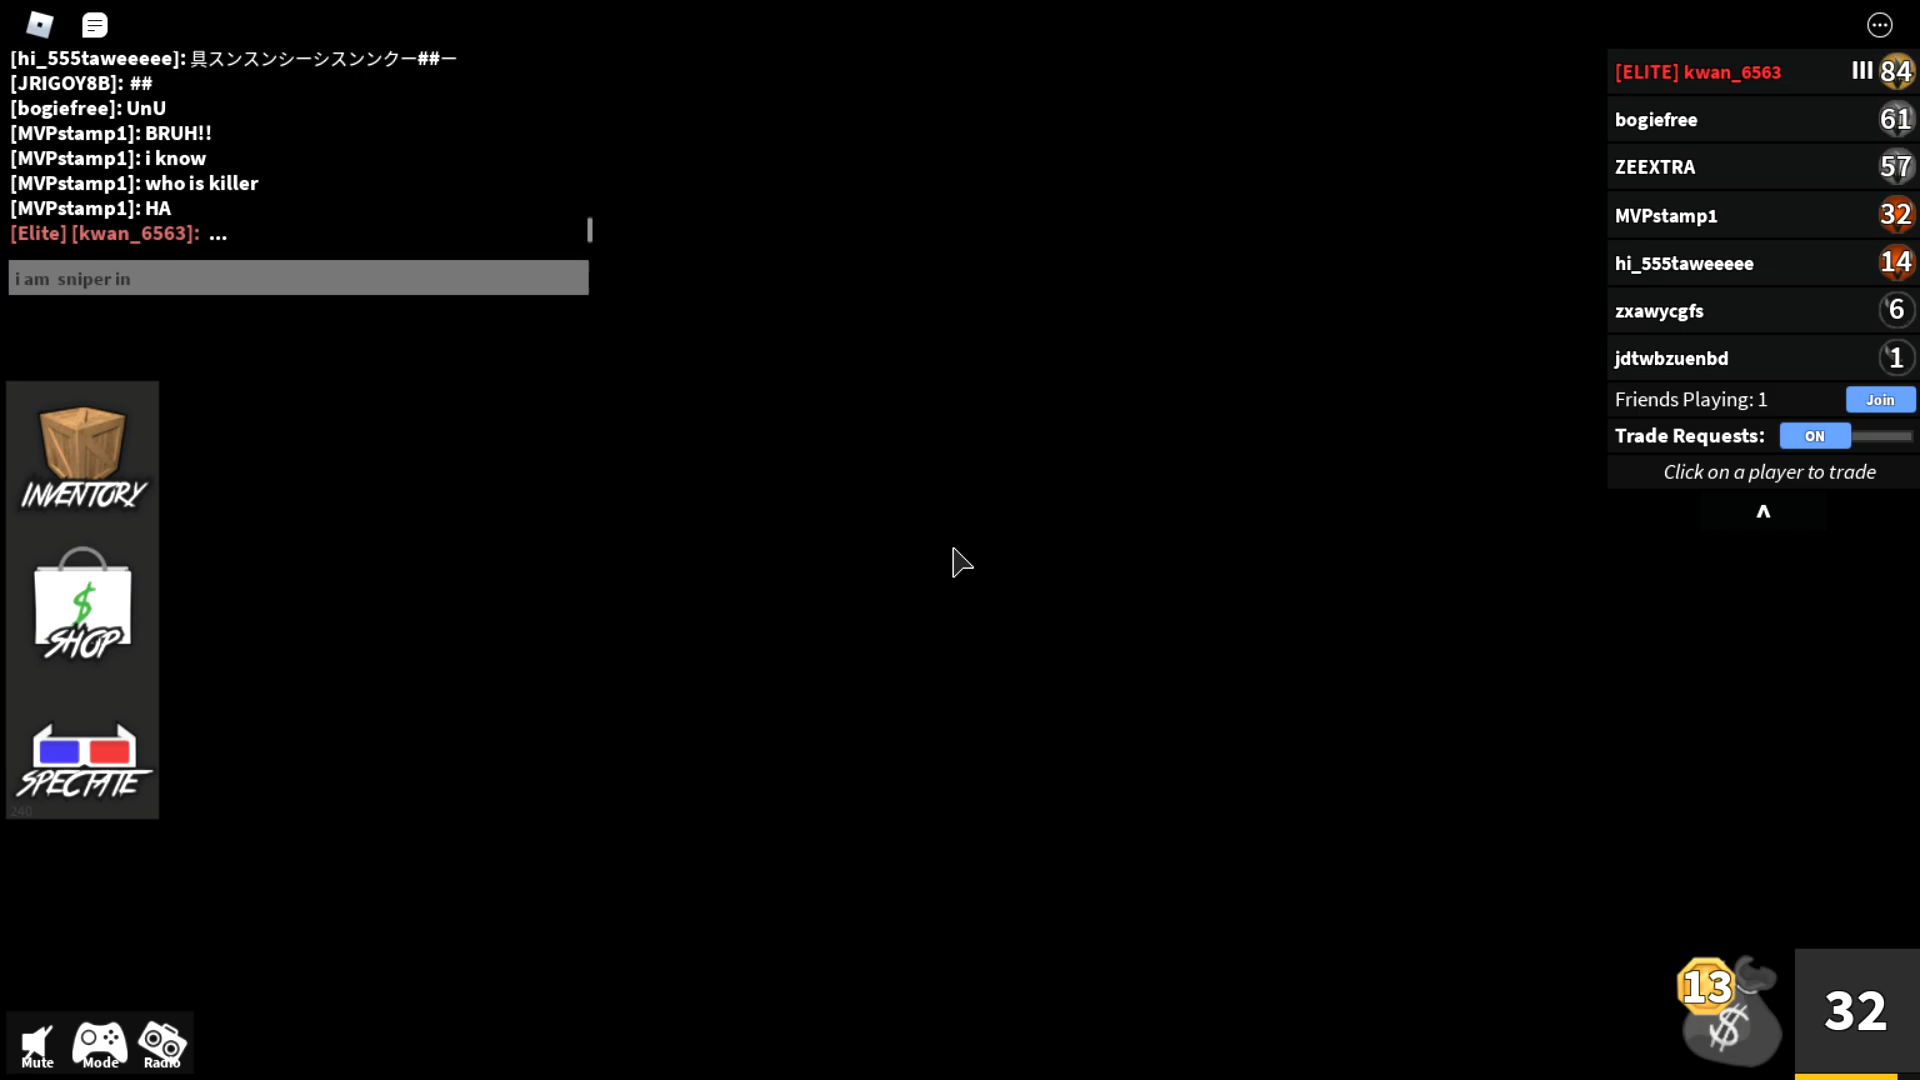 [hi_555taweeeee]: 具スンスンシーシスンンクー##ー
[JRIGOY8B]: ##
[bogiefree]: UnU
[MVPstamp1]: BRUH!!
[MVPstamp1]: i know
[MVPstamp1]: who is killer
[MVPstamp1]: HA
[Elite] [kwan_6563]: ...
i am  sniper in
INVENTORY
$
SHOP
SPECTATE
240
Mute
Mode
Radio
[ELITE] kwan_6563 III 84
bogiefree 61
ZEEXTRA 57
MVPstamp1 32
hi_555taweeeee 14
zxawycgfs 6
jdtwbzuenbd 1
Friends Playing: 1 Join
Trade Requests: ON
Click on a player to trade
13
$
32